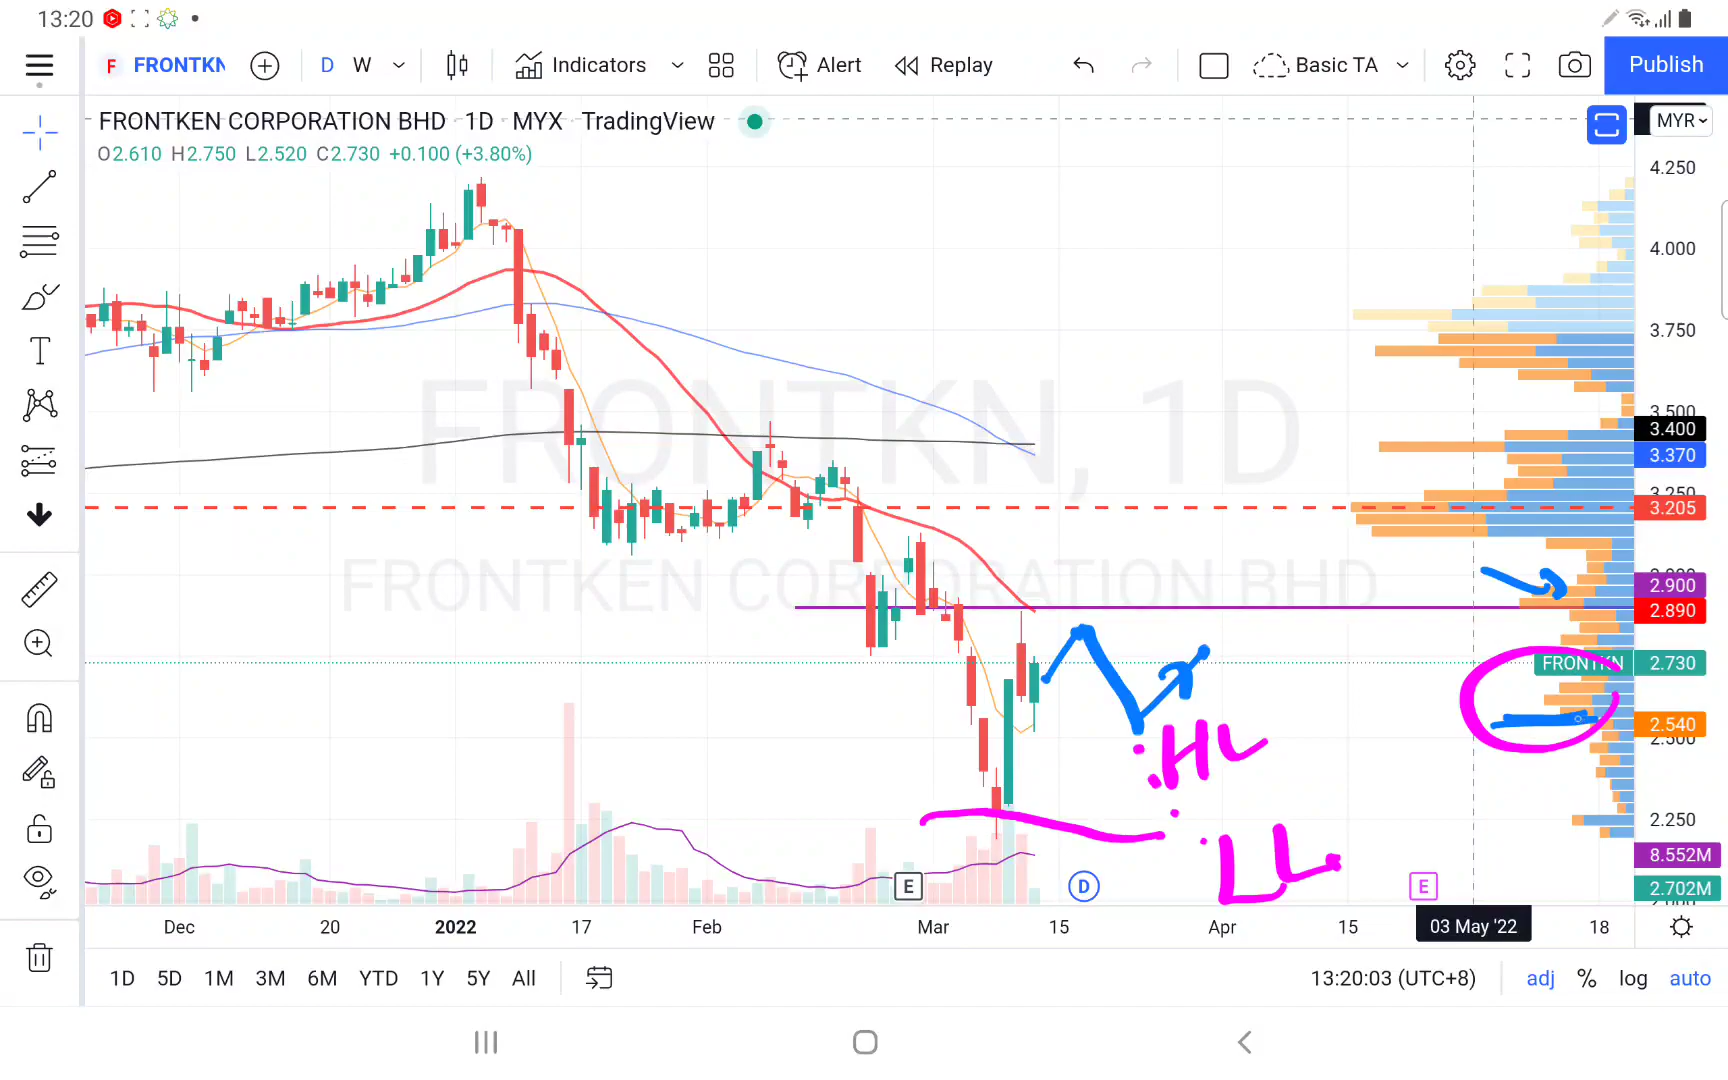 13:20
F FRONTKN D W Indicators Alert Replay Basic TA Publish
FRONTKEN CORPORATION BHD · 1D · MYX · TradingView
MYR
O2.610 H2.750 L2.520 C2.730 +0.100 (+3.80%)
4.250
4.000
3.750
3.500
3.400
3.370
3.250
3.205
2.900
2.890
FRONTKN 2.730
2.540
2.500
2.250
8.552M
2.702M
2.000
FRONTKN, 1D
FRONTKEN CORPORATION BHD
HL
LL
E D E
Dec 20 2022 17 Feb Mar 15 Apr 15 03 May '22 18
1D 5D 1M 3M 6M YTD 1Y 5Y All 13:20:03 (UTC+8) adj % log auto